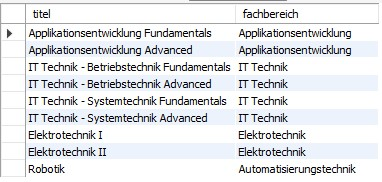 titel fachbereich
Applikationsentwicklung Fundamentals Applikationsentwicklung
Applikationsentwicklung Advanced Applikationsentwicklung
IT Technik - Betriebstechnik Fundamentals IT Technik
IT Technik - Betriebstechnik Advanced IT Technik
IT Technik - Systemtechnik Fundamentals IT Technik
IT Technik - Systemtechnik Advanced IT Technik
Elektrotechnik I Elektrotechnik
Elektrotechnik II Elektrotechnik
Robotik Automatisierungstechnik